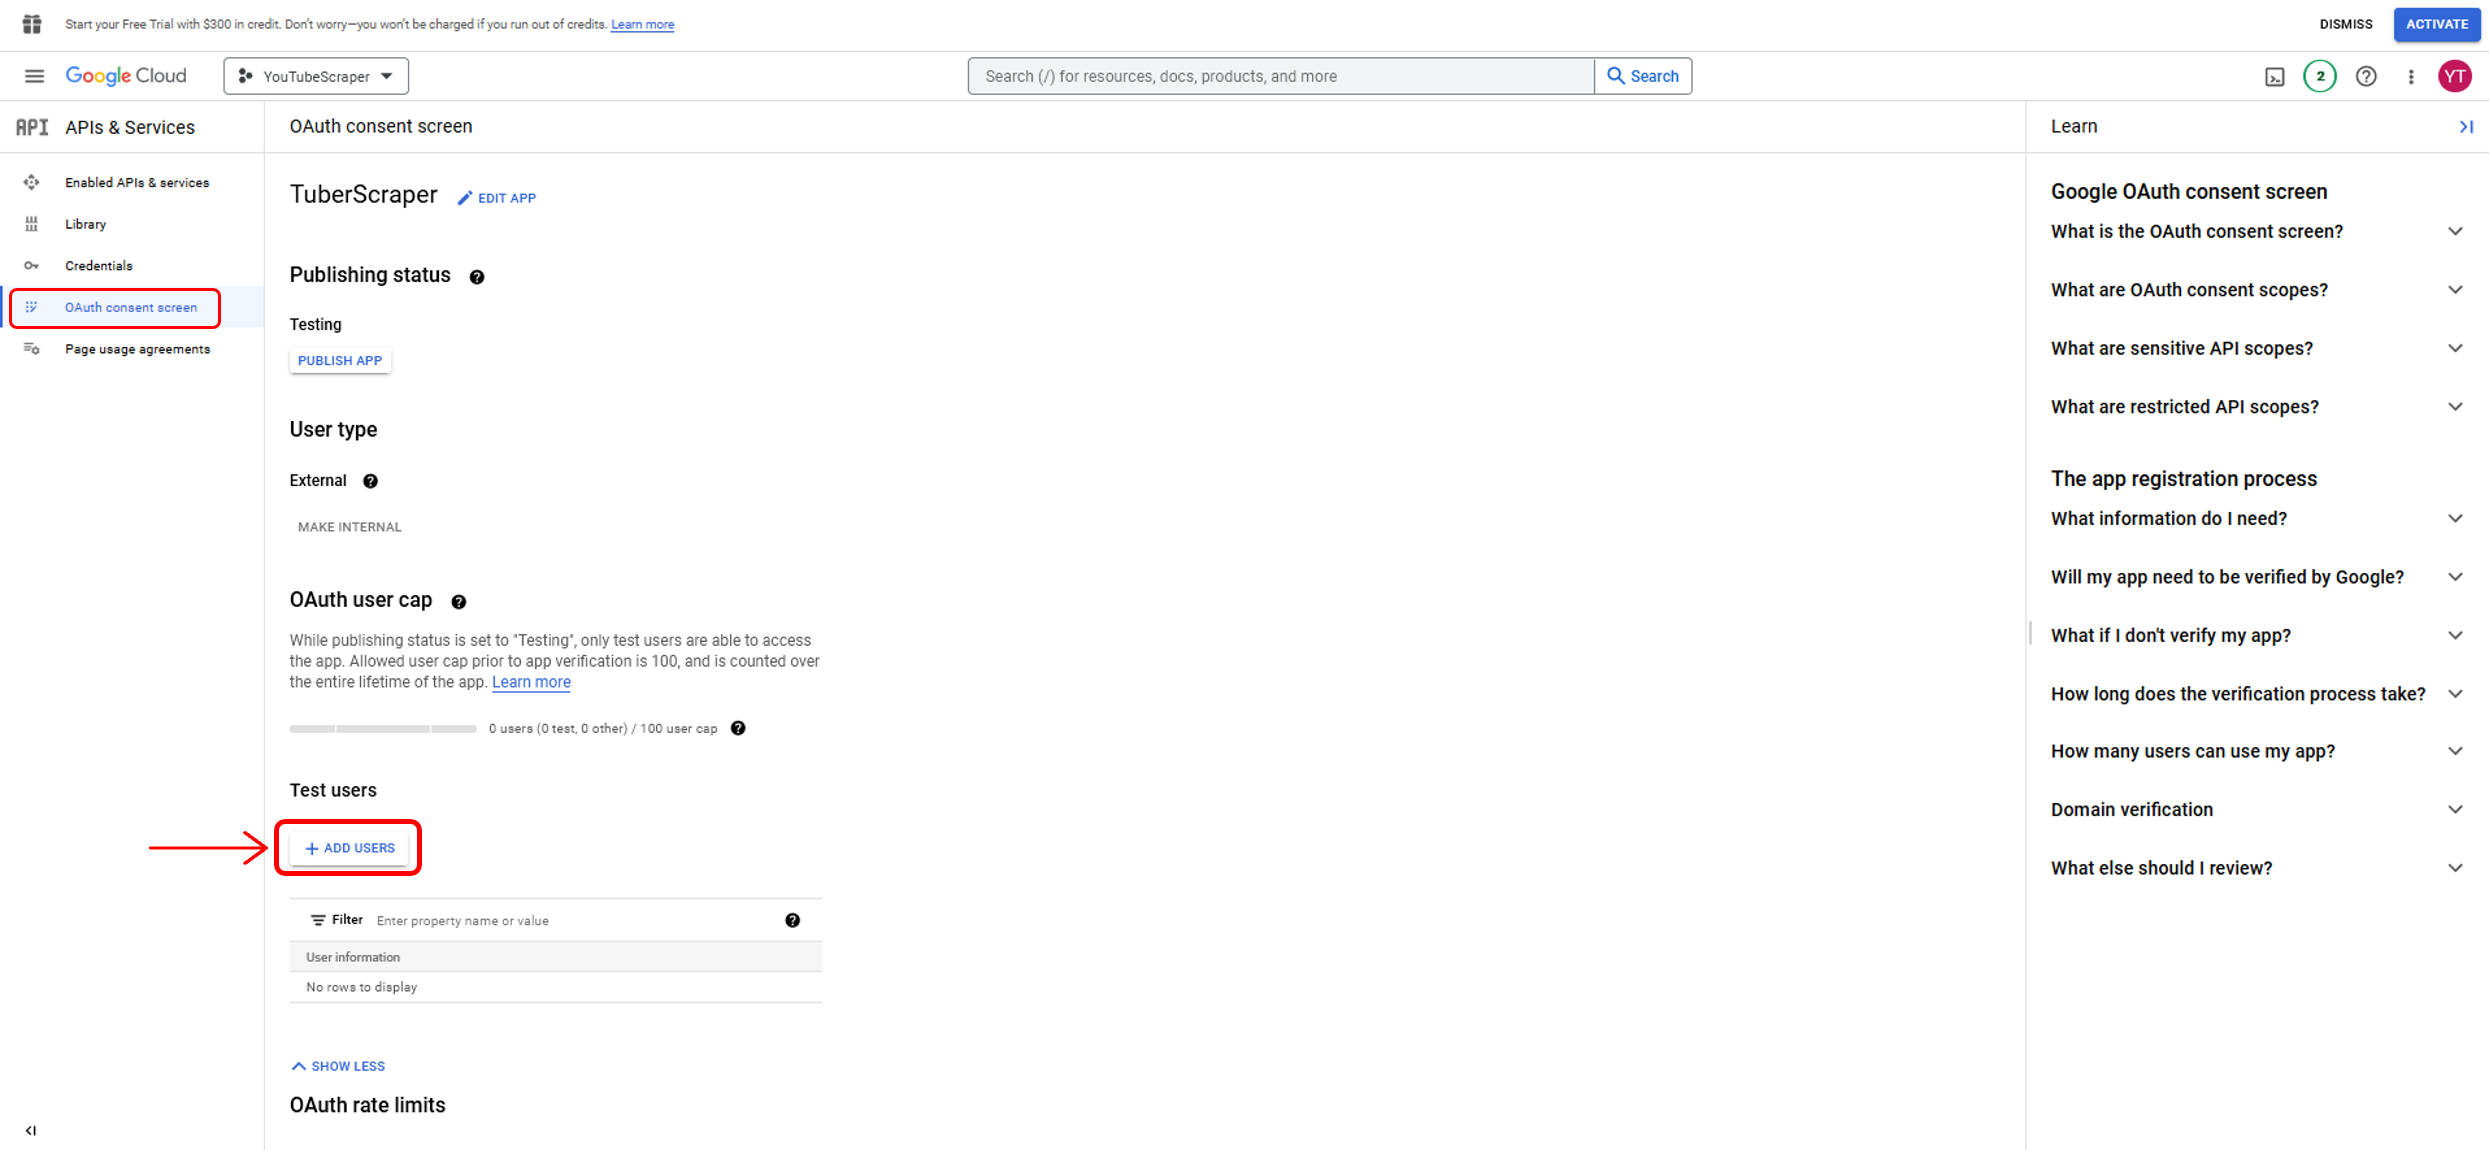 Start your Free Trial with $300 in credit. Don't worry—you won't be charged if you run out of credits. Learn more
DISMISS
ACTIVATE
Google Cloud
YouTubeScraper
Search (/) for resources, docs, products, and more
Search
2
YT
API APIs & Services
Enabled APIs & services
Library
Credentials
OAuth consent screen
Page usage agreements
OAuth consent screen
TuberScraper
EDIT APP
Publishing status
Testing
PUBLISH APP
User type
External
MAKE INTERNAL
OAuth user cap
While publishing status is set to "Testing", only test users are able to access
the app. Allowed user cap prior to app verification is 100, and is counted over
the entire lifetime of the app. Learn more
0 users (0 test, 0 other) / 100 user cap
Test users
+ ADD USERS
Filter Enter property name or value
User information
No rows to display
SHOW LESS
OAuth rate limits
Learn
Google OAuth consent screen
What is the OAuth consent screen?
What are OAuth consent scopes?
What are sensitive API scopes?
What are restricted API scopes?
The app registration process
What information do I need?
Will my app need to be verified by Google?
What if I don't verify my app?
How long does the verification process take?
How many users can use my app?
Domain verification
What else should I review?